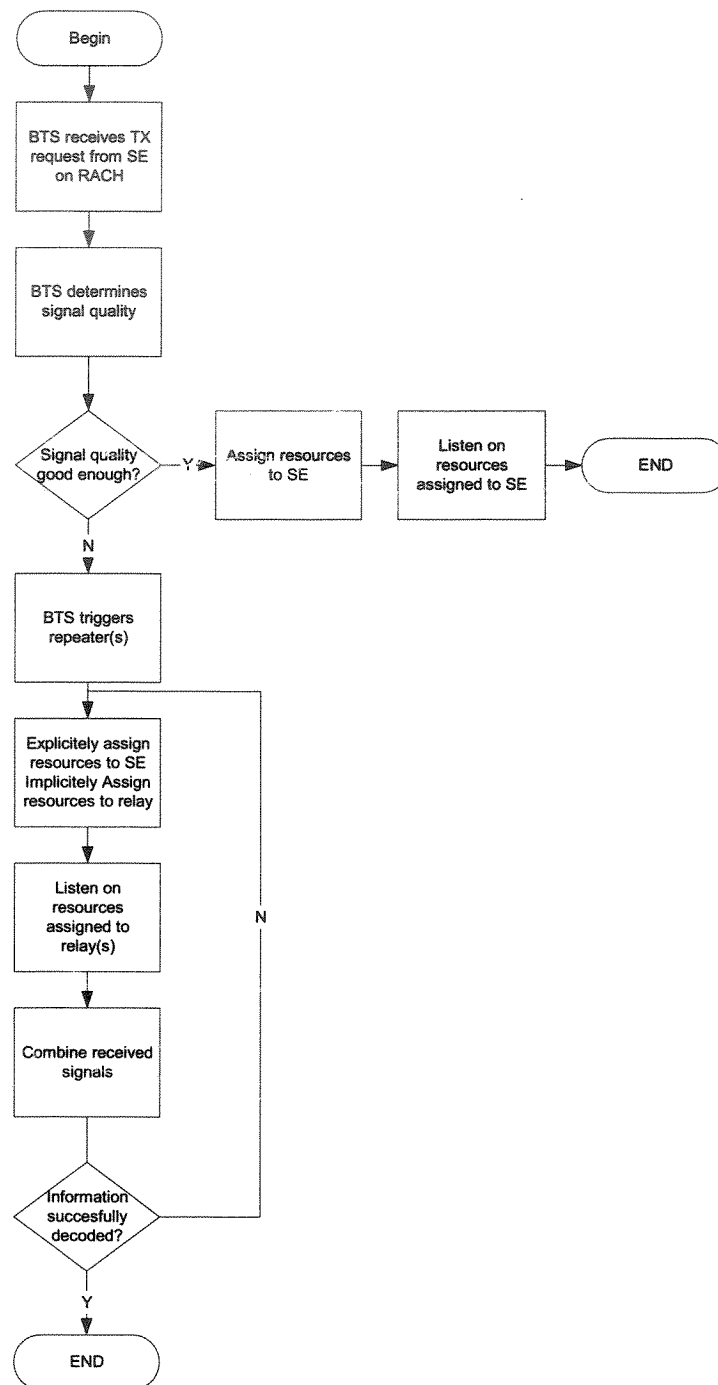 Begin
BTS receives TX
request from SE
on RACH
BTS determines
signal quality
Signal quality
good enough?
Y
Assign resources
to SE
Listen on
resources
assigned to SE
END
N
BTS triggers
repeater(s)
Explicitely assign
resources to SE
Implicitely Assign
resources to relay
Listen on
resources
assigned to
relay(s)
N
Combine received
signals
Information
succesfully
decoded?
Y
END